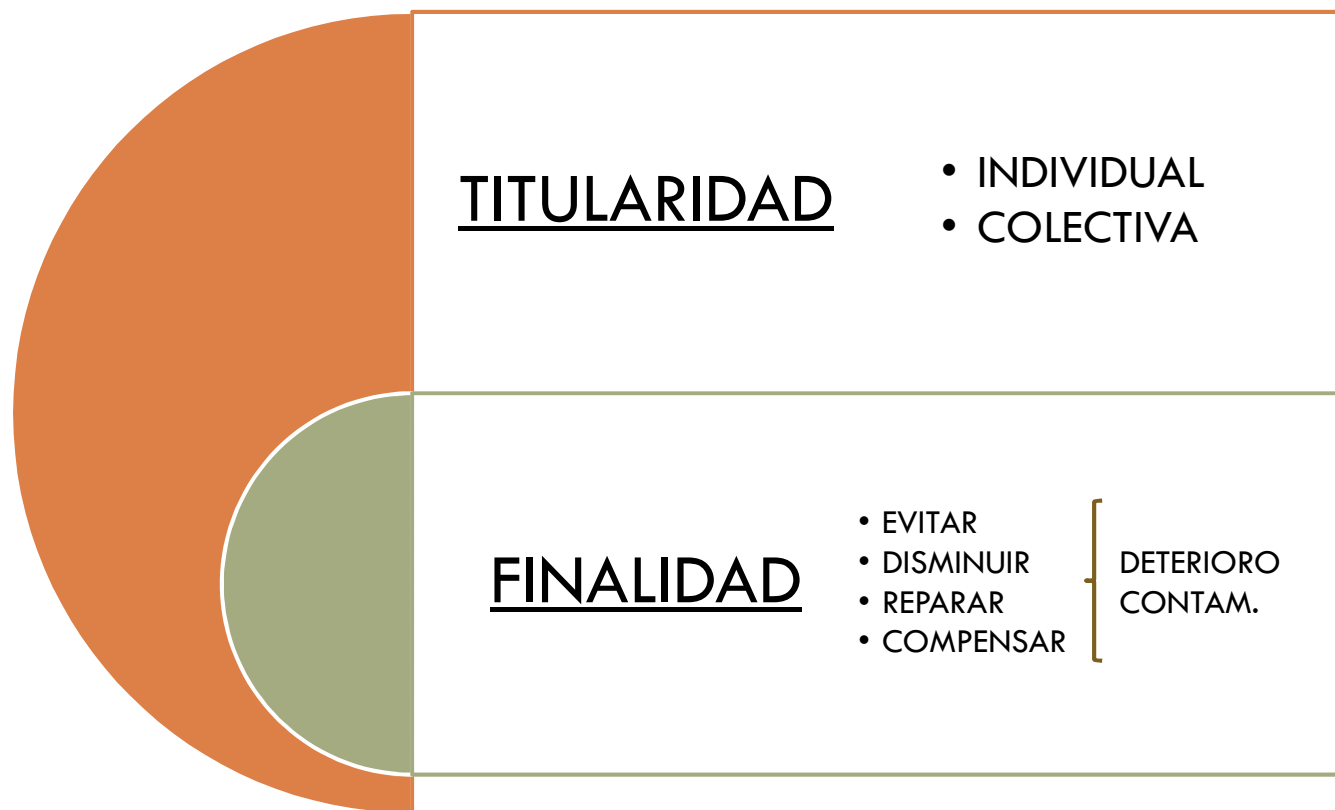 TITULARIDAD
• INDIVIDUAL
• COLECTIVA
FINALIDAD
• EVITAR
• DISMINUIR
• REPARAR
• COMPENSAR
DETERIORO
CONTAM.